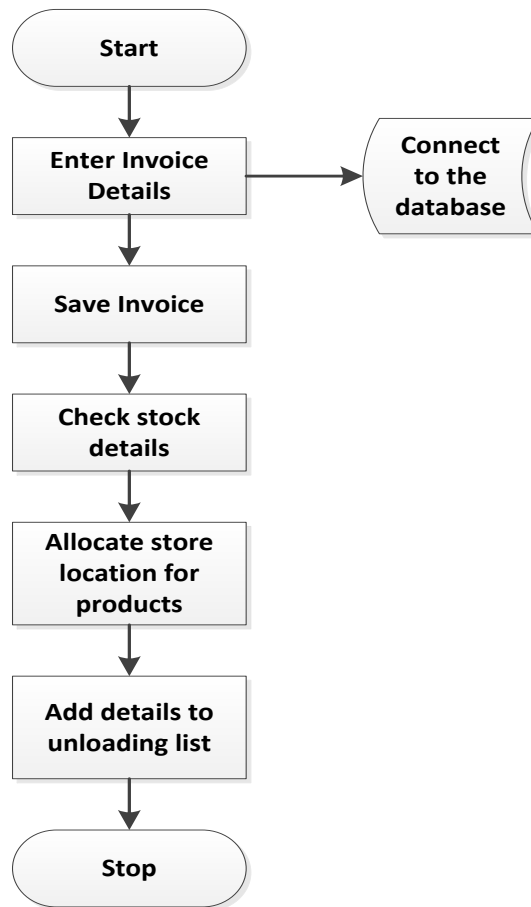 Start
Enter Invoice
Details
Connect
to the
database
Save Invoice
Check stock
details
Allocate store
location for
products
Add details to
unloading list
Stop